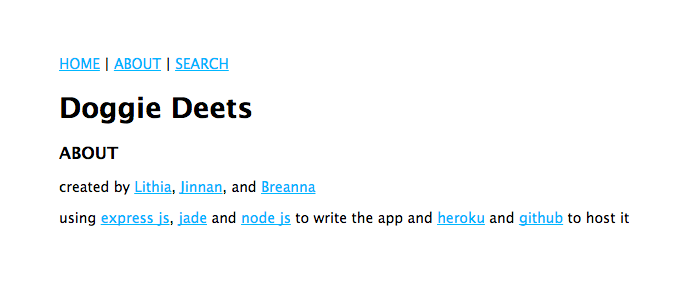 HOME | ABOUT | SEARCH
Doggie Deets
ABOUT
created by Lithia, Jinnan, and Breanna
using express js, jade and node js to write the app and heroku and github to host it